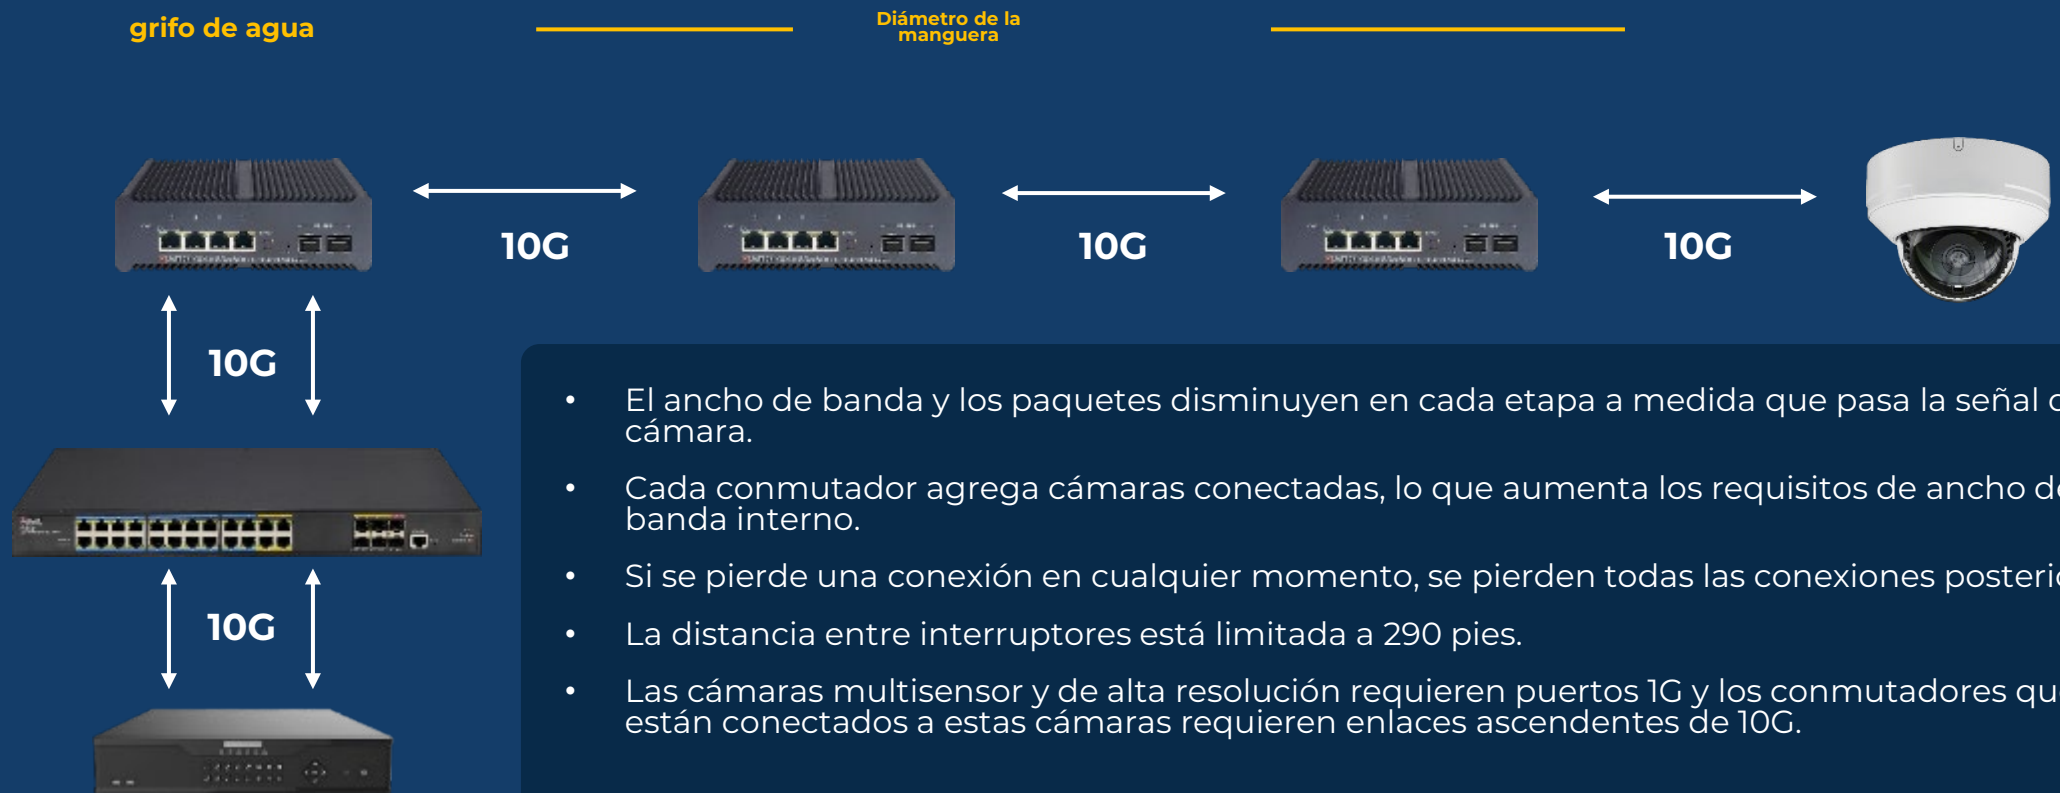 grifo de agua
Diámetro de la
manguera
10G
10G
10G
10G
• El ancho de banda y los paquetes disminuyen en cada etapa a medida que pasa la señal
cámara.
• Cada conmutador agrega cámaras conectadas, lo que aumenta los requisitos de ancho de
banda interno.
• Si se pierde una conexión en cualquier momento, se pierden todas las conexiones
10G
• La distancia entre interruptores está limitada a 290 pies.
• Las cámaras multisensor y de alta resolución requieren puertos 1G y los conmutadores que
están conectados a estas cámaras requieren enlaces ascendentes de 10G.